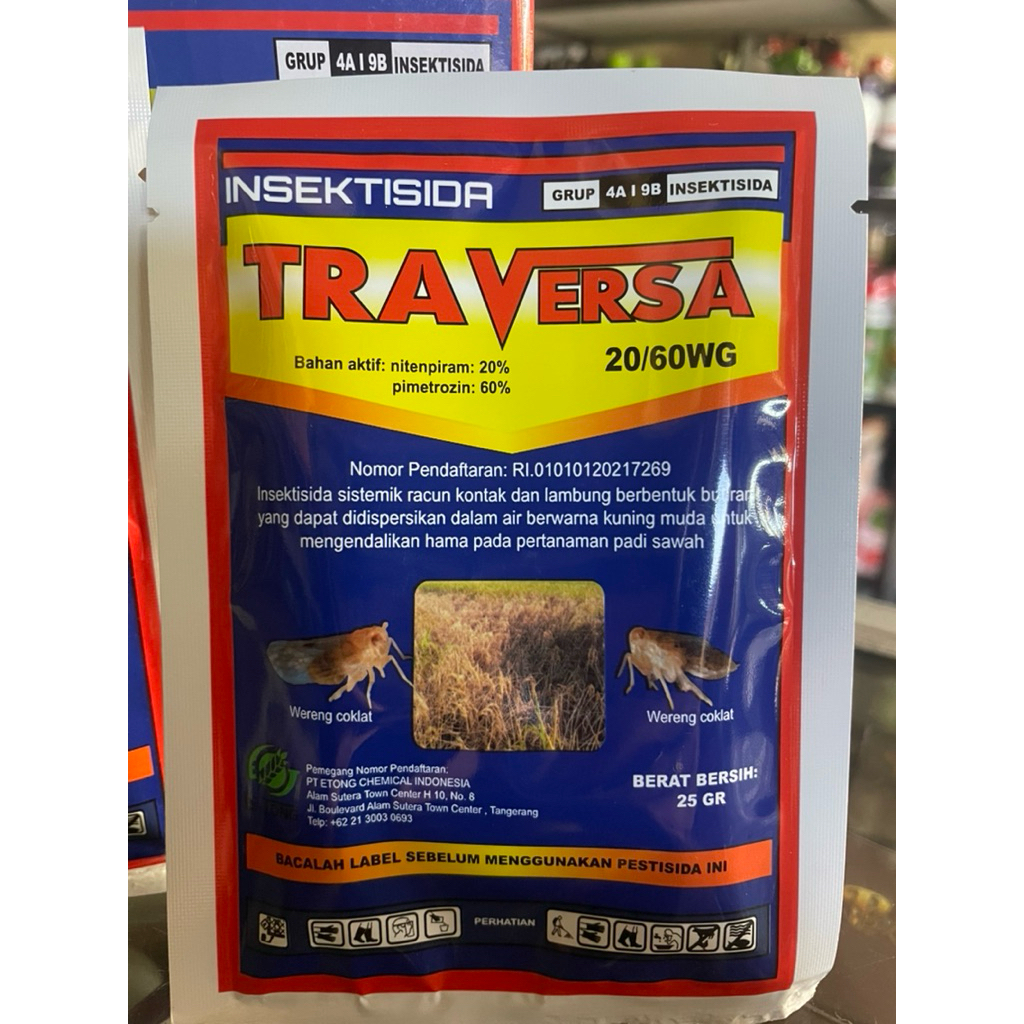 GRUP 4A I 9B INSEKTISIDA
INSEKTISIDA
GRUP 4A I 9B INSEKTISIDA
TRAVERSA
20/60WG
Bahan aktif: nitenpiram: 20%
pimetrozin: 60%
Nomor Pendaftaran: RI.01010120217269
Insektisida sistemik racun kontak dan lambung berbentuk butiran
yang dapat didispersikan dalam air berwarna kuning muda untuk
mengendalikan hama pada pertanaman padi sawah
Wereng coklat
Wereng coklat
Pemegang Nomor Pendaftaran:
PT ETONG CHEMICAL INDONESIA
Alam Sutera Town Center H 10, No. 8
Jl. Boulevard Alam Sutera Town Center , Tangerang
Telp: +62 21 3003 0693
BERAT BERSIH:
25 GR
BACALAH LABEL SEBELUM MENGGUNAKAN PESTISIDA INI
PERHATIAN